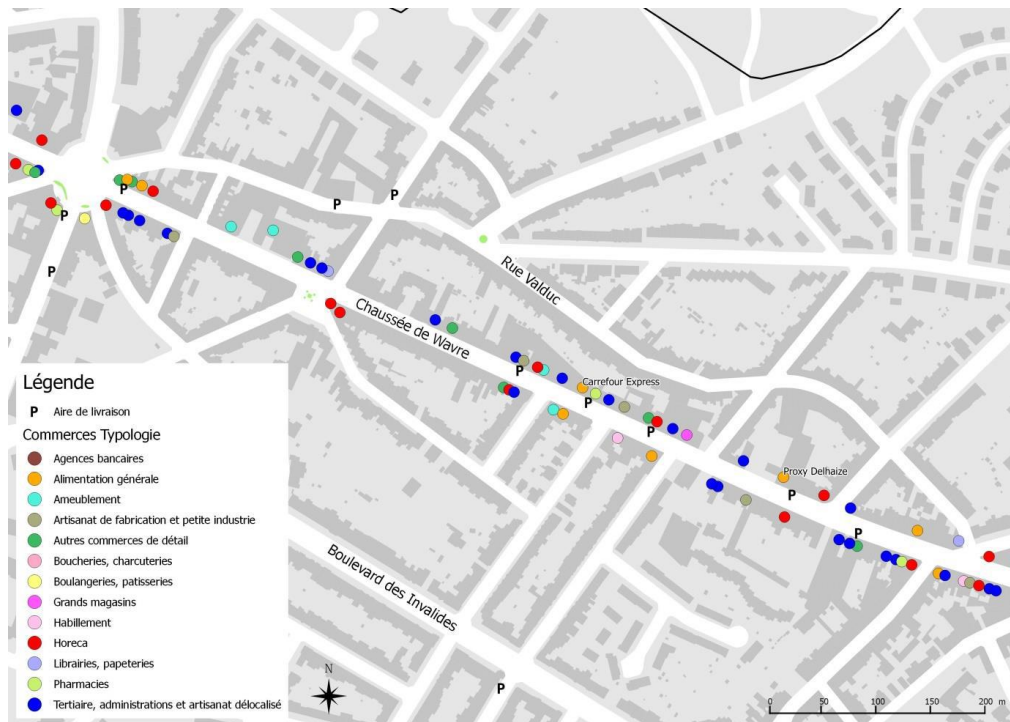 P
P
P
P
P
Rue Valduc
Chaussée de Wavre
P
Carrefour Express
P
P
Proxy Delhaize
P
P
Boulevard des Invalides
P
Légende
P Aire de livraison
Commerces Typologie
Agences bancaires
Alimentation générale
Ameublement
Artisanat de fabrication et petite industrie
Autres commerces de détail
Boucheries, charcuteries
Boulangeries, patisseries
Grands magasins
Habillement
Horeca
Librairies, papeteries
Pharmacies
Tertiaire, administrations et artisanat délocalisé
N
0 50 100 150 200 m